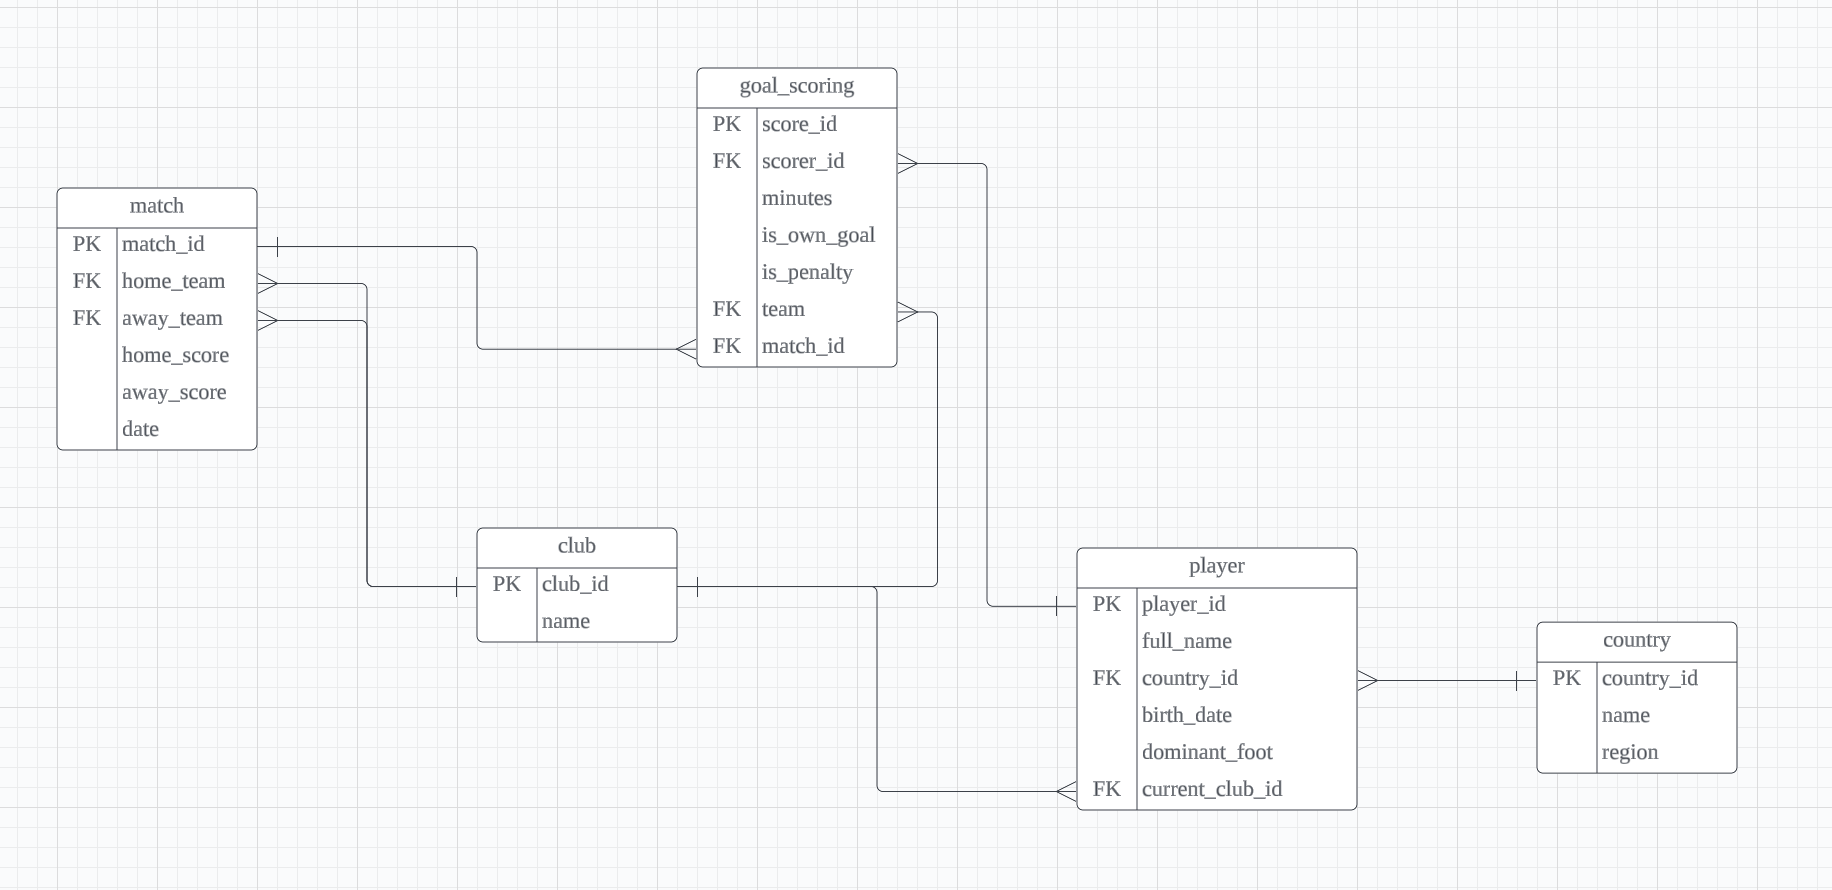 goal_scoring
PK score_id
FK scorer_id
minutes
is_own_goal
is_penalty
FK team
FK match_id
match
PK match_id
FK home_team
FK away_team
home_score
away_score
date
club
PK club_id
name
player
PK player_id
full_name
FK country_id
birth_date
dominant_foot
FK current_club_id
country
PK country_id
name
region